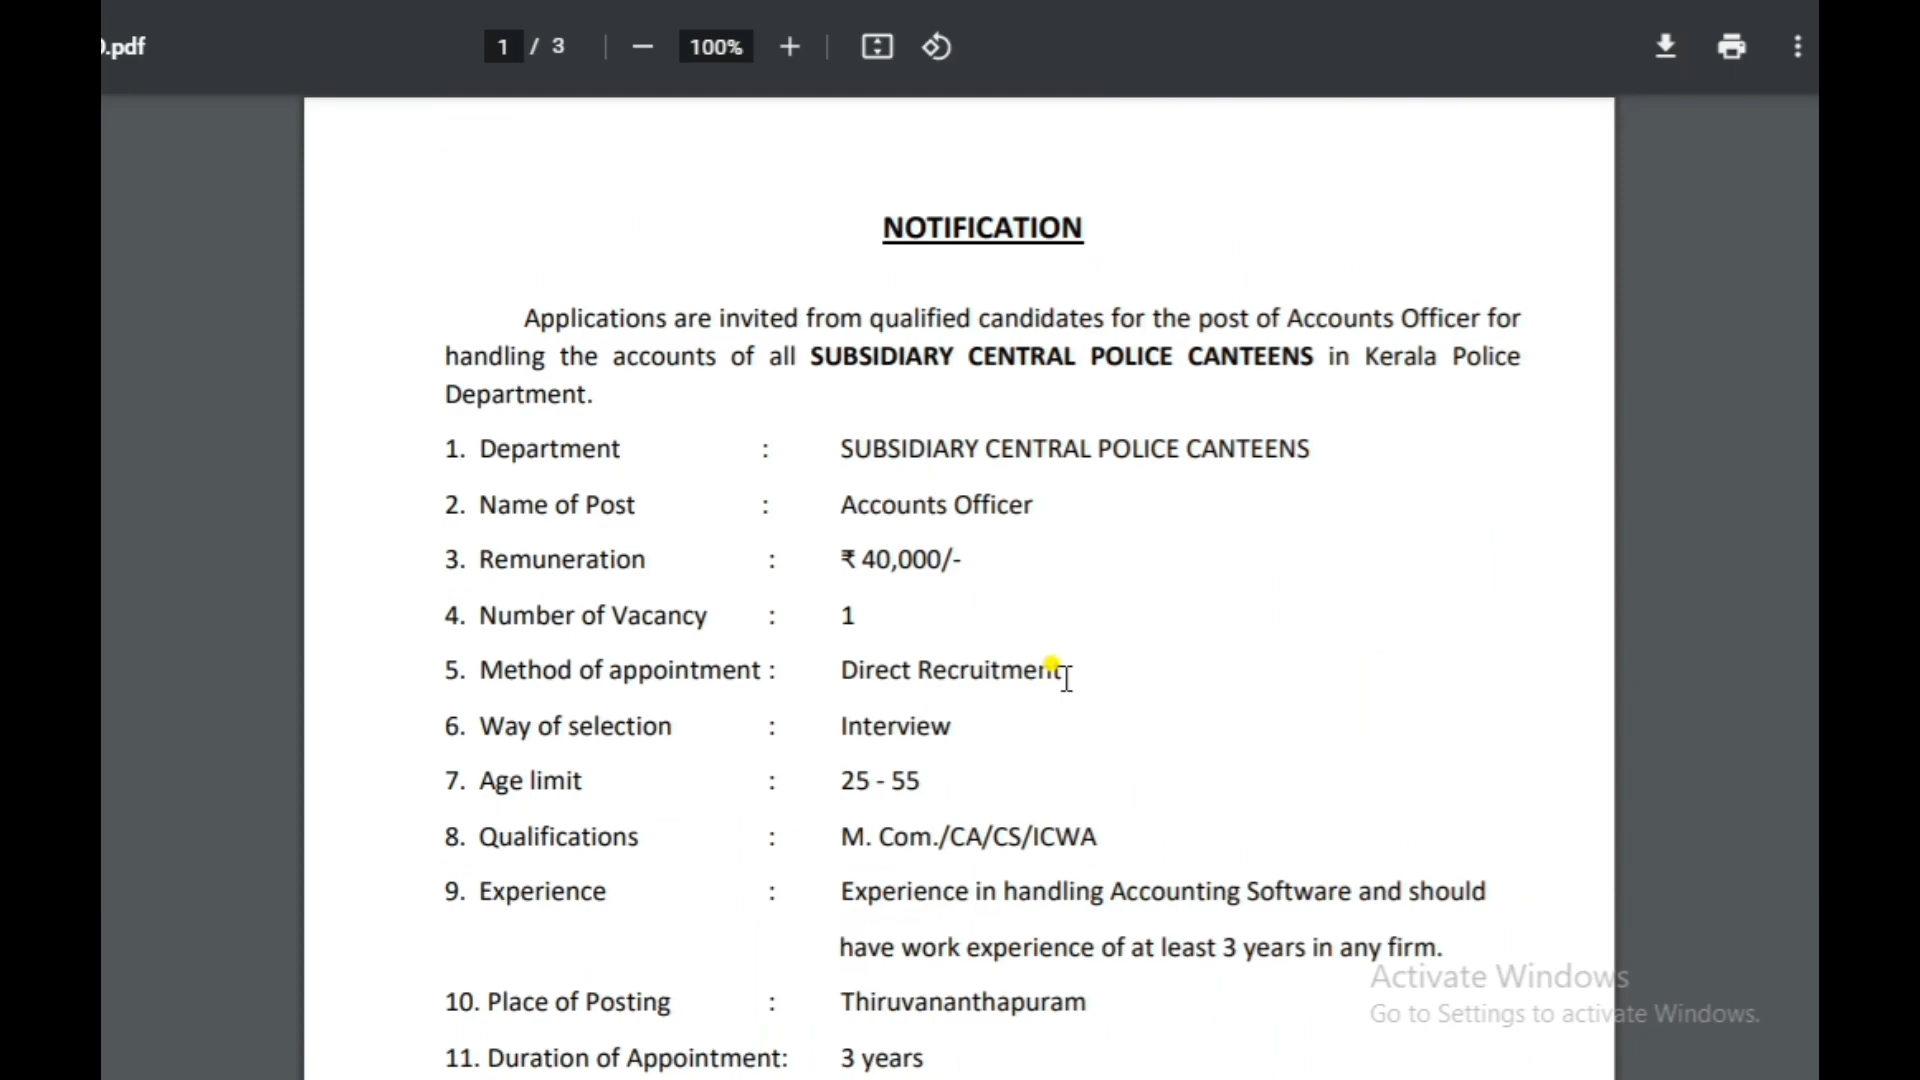 .pdf
1 / 3 100%
NOTIFICATION
Applications are invited from qualified candidates for the post of Accounts Officer for
handling the accounts of all SUBSIDIARY CENTRAL POLICE CANTEENS in Kerala Police
Department.
1. Department : SUBSIDIARY CENTRAL POLICE CANTEENS
2. Name of Post : Accounts Officer
3. Remuneration : ₹ 40,000/-
4. Number of Vacancy : 1
5. Method of appointment : Direct Recruitment
6. Way of selection : Interview
7. Age limit : 25 - 55
8. Qualifications : M. Com./CA/CS/ICWA
9. Experience : Experience in handling Accounting Software and should
have work experience of at least 3 years in any firm.
10. Place of Posting : Thiruvananthapuram
11. Duration of Appointment: 3 years
Activate Windows
Go to Settings to activate Windows.